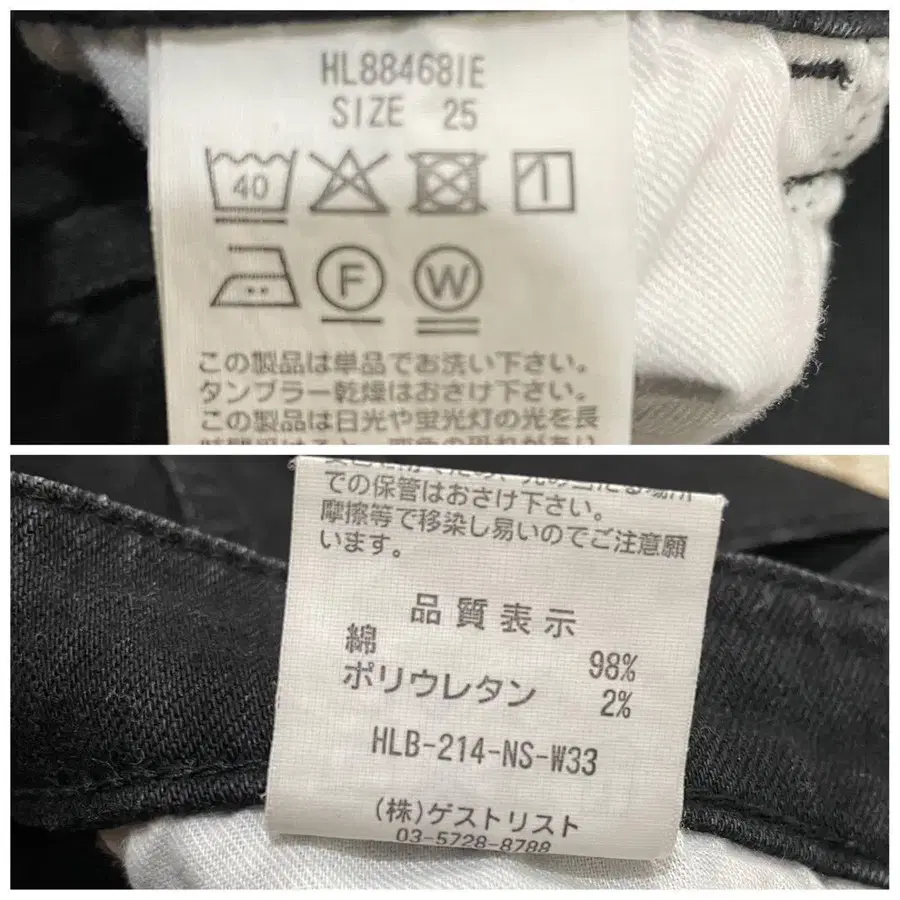 HL88468IE
SIZE 25
40
F W
この製品は単品でお洗い下さい。
タンブラー乾燥はおさけ下さい。
この製品は日光や蛍光灯の光を長
での保管はおさけ下さい。
摩擦等で移染し易いのでご注意願
います。
品質表示
綿 98%
ポリウレタン 2%
HLB-214-NS-W33
(株)ゲストリスト
03-5728-8788